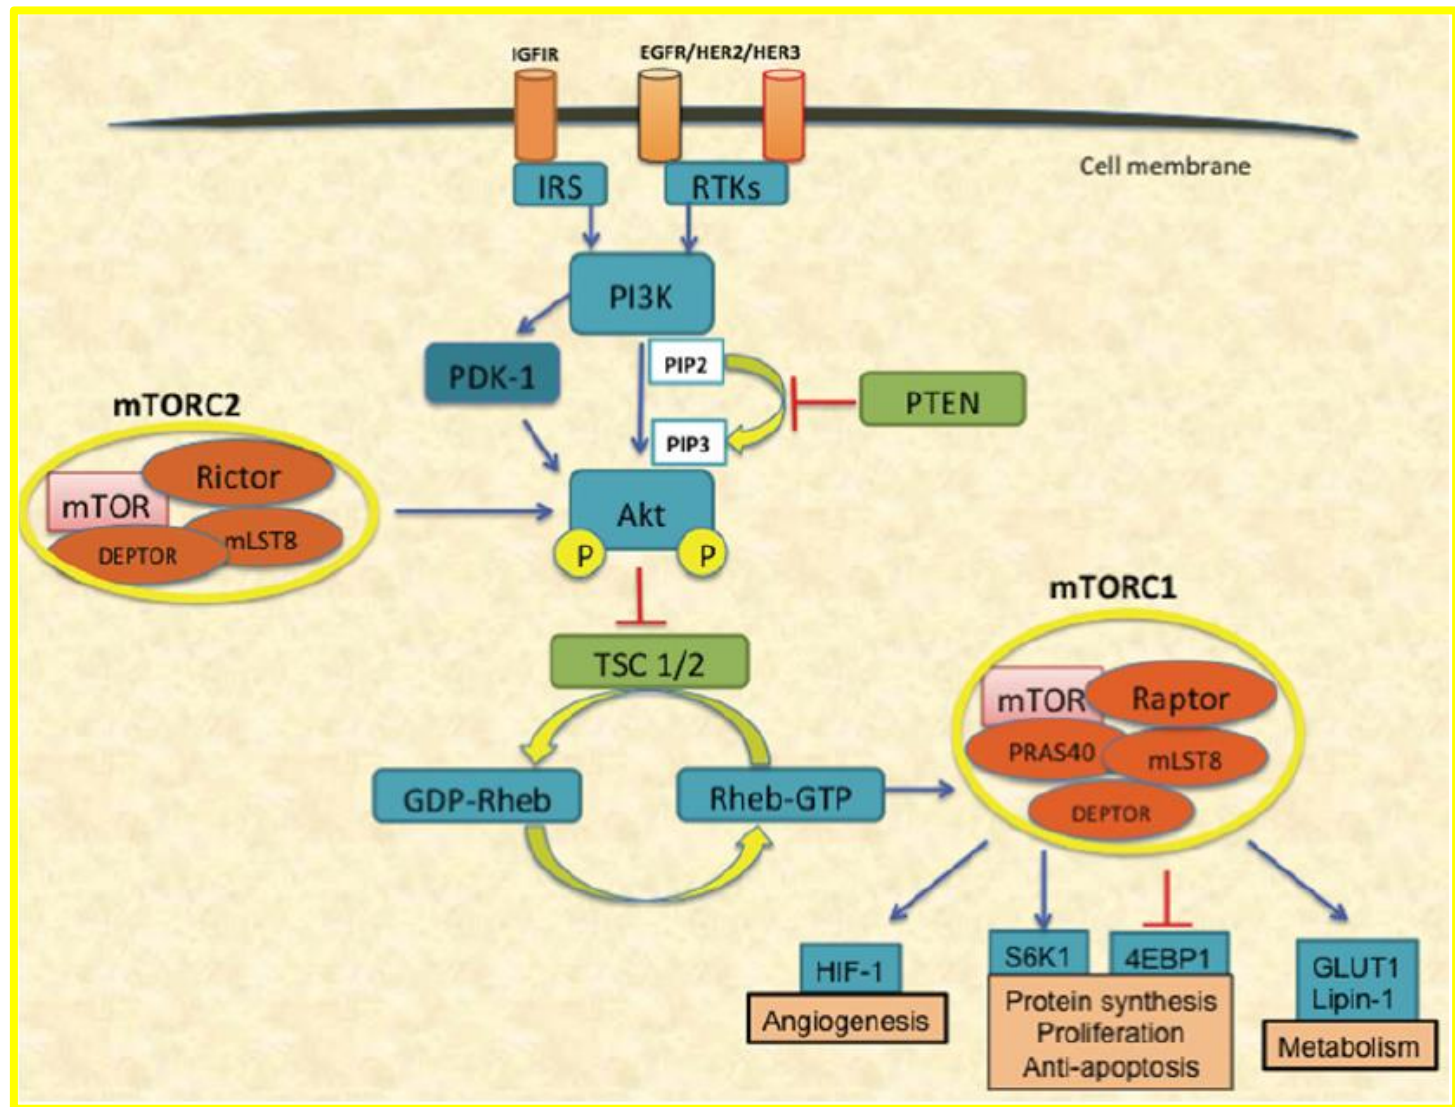 IGFIR
EGFR/HER2/HER3
Cell membrane
IRS
RTKs
PI3K
PDK-1
PIP2
PTEN
PIP3
mTORC2
Rictor
mTOR
mLST8
DEPTOR
Akt
P
P
TSC 1/2
mTORC1
mTOR
Raptor
PRAS40
mLST8
DEPTOR
GDP-Rheb
Rheb-GTP
HIF-1
Angiogenesis
S6K1
4EBP1
Protein synthesis
Proliferation
Anti-apoptosis
GLUT1
Lipin-1
Metabolism